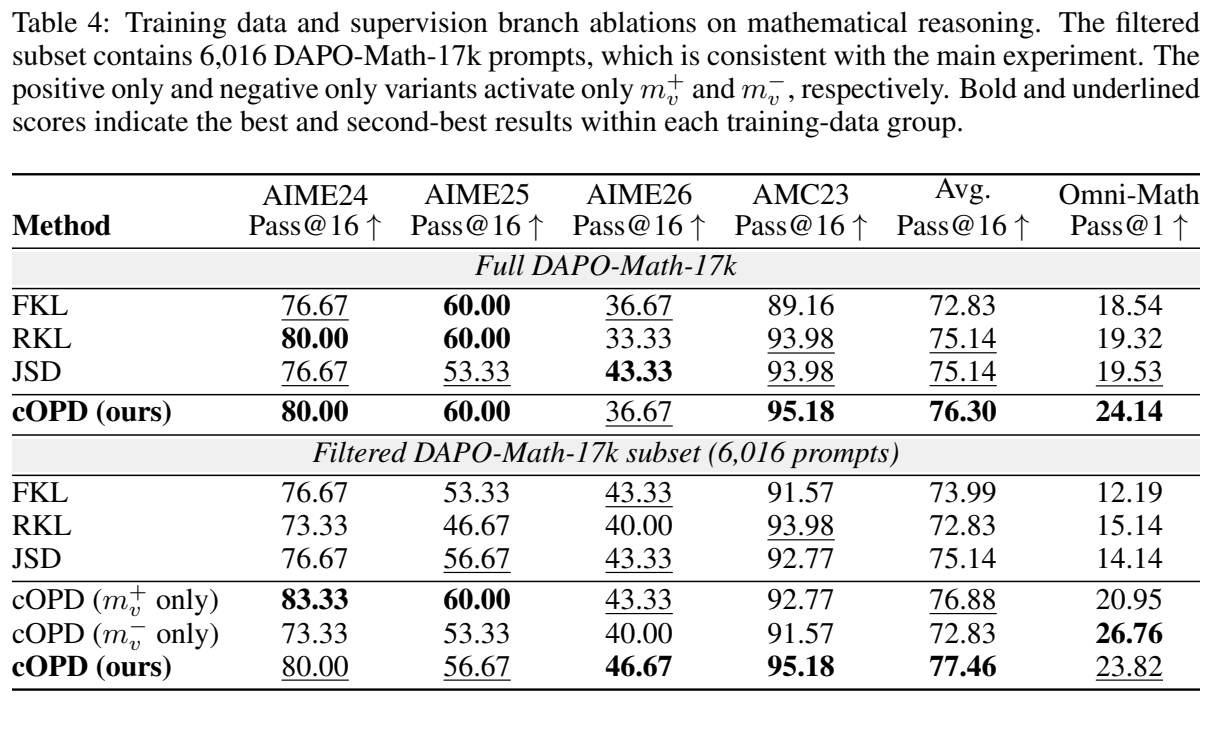 Table 4: Training data and supervision branch ablations on mathematical reasoning. The filtered
subset contains 6,016 DAPO-Math-17k prompts, which is consistent with the main experiment. The
positive only and negative only variants activate only m_v^+ and m_v^-, respectively. Bold and underlined
scores indicate the best and second-best results within each training-data group.
AIME24 AIME25 AIME26 AMC23 Avg. Omni-Math
Method Pass@16 ↑ Pass@16 ↑ Pass@16 ↑ Pass@16 ↑ Pass@16 ↑ Pass@1 ↑
Full DAPO-Math-17k
FKL 76.67 60.00 36.67 89.16 72.83 18.54
RKL 80.00 60.00 33.33 93.98 75.14 19.32
JSD 76.67 53.33 43.33 93.98 75.14 19.53
cOPD (ours) 80.00 60.00 36.67 95.18 76.30 24.14
Filtered DAPO-Math-17k subset (6,016 prompts)
FKL 76.67 53.33 43.33 91.57 73.99 12.19
RKL 73.33 46.67 40.00 93.98 72.83 15.14
JSD 76.67 56.67 43.33 92.77 75.14 14.14
cOPD (m_v^+ only) 83.33 60.00 43.33 92.77 76.88 20.95
cOPD (m_v^- only) 73.33 53.33 40.00 91.57 72.83 26.76
cOPD (ours) 80.00 56.67 46.67 95.18 77.46 23.82